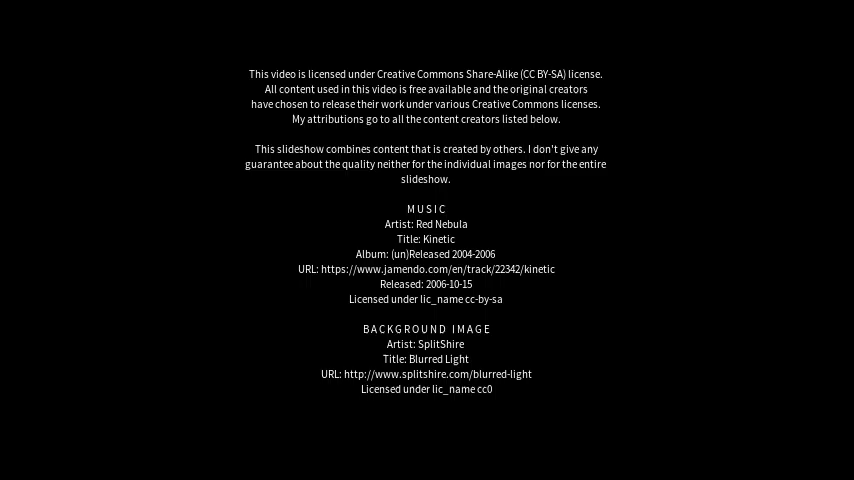 This video is licensed under Creative Commons Share-Alike (CC BY-SA) license.
All content used in this video is free available and the original creators
have chosen to release their work under various Creative Commons licenses.
My attributions go to all the content creators listed below.
This slideshow combines content that is created by others. I don't give any
guarantee about the quality neither for the individual images nor for the entire
slideshow.
MUSIC
Artist: Red Nebula
Title: Kinetic
Album: (un)Released 2004-2006
URL: https://www.jamendo.com/en/track/22342/kinetic
Released: 2006-10-15
Licensed under lic_name cc-by-sa
BACKGROUND IMAGE
Artist: SplitShire
Title: Blurred Light
URL: http://www.splitshire.com/blurred-light
Licensed under lic_name cc0